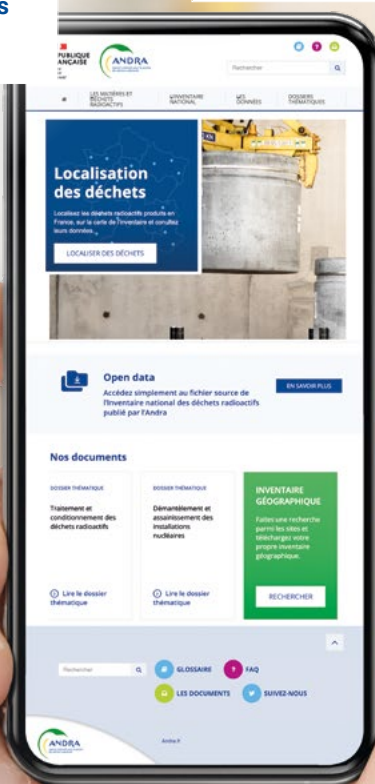 s
PUBLIQUE
ANÇAISE
ANDRA
Rechercher
LES MATIÈRES ET
DÉCHETS
RADIOACTIFS
L'INVENTAIRE
NATIONAL
LES
DONNÉES
DOSSIERS
THÉMATIQUES
Localisation
des déchets
Localisez les déchets radioactifs produits en
France, sur la carte de l'Inventaire et consultez
leurs données.
LOCALISER DES DÉCHETS
Open data
Accédez simplement au fichier source de
l'Inventaire national des déchets radioactifs
publié par l'Andra
EN SAVOIR PLUS
Nos documents
DOSSIER THÉMATIQUE
Traitement et
conditionnement des
déchets radioactifs
Lire le dossier
thématique
DOSSIER THÉMATIQUE
Démantèlement et
assainissement des
installations
nucléaires
Lire le dossier
thématique
INVENTAIRE
GÉOGRAPHIQUE
Faites une recherche
parmi les sites et
téléchargez votre
propre inventaire
géographique.
RECHERCHER
Rechercher
GLOSSAIRE
? FAQ
LES DOCUMENTS
SUIVEZ-NOUS
ANDRA
Andra.fr